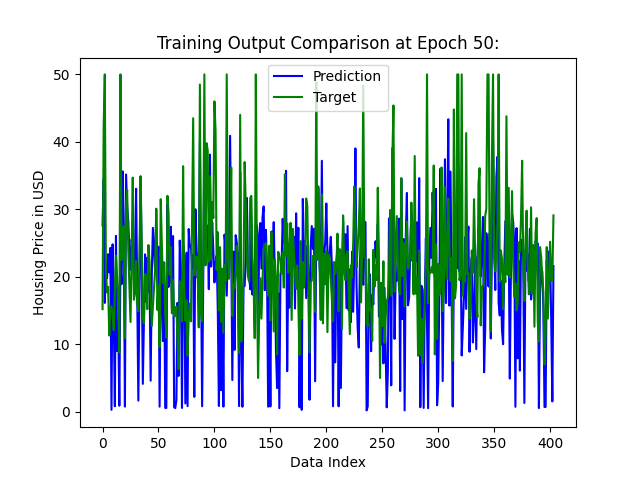 Training Output Comparison at Epoch 50:
Prediction
Target
Housing Price in USD
50
40
30
20
10
0
0 50 100 150 200 250 300 350 400
Data Index